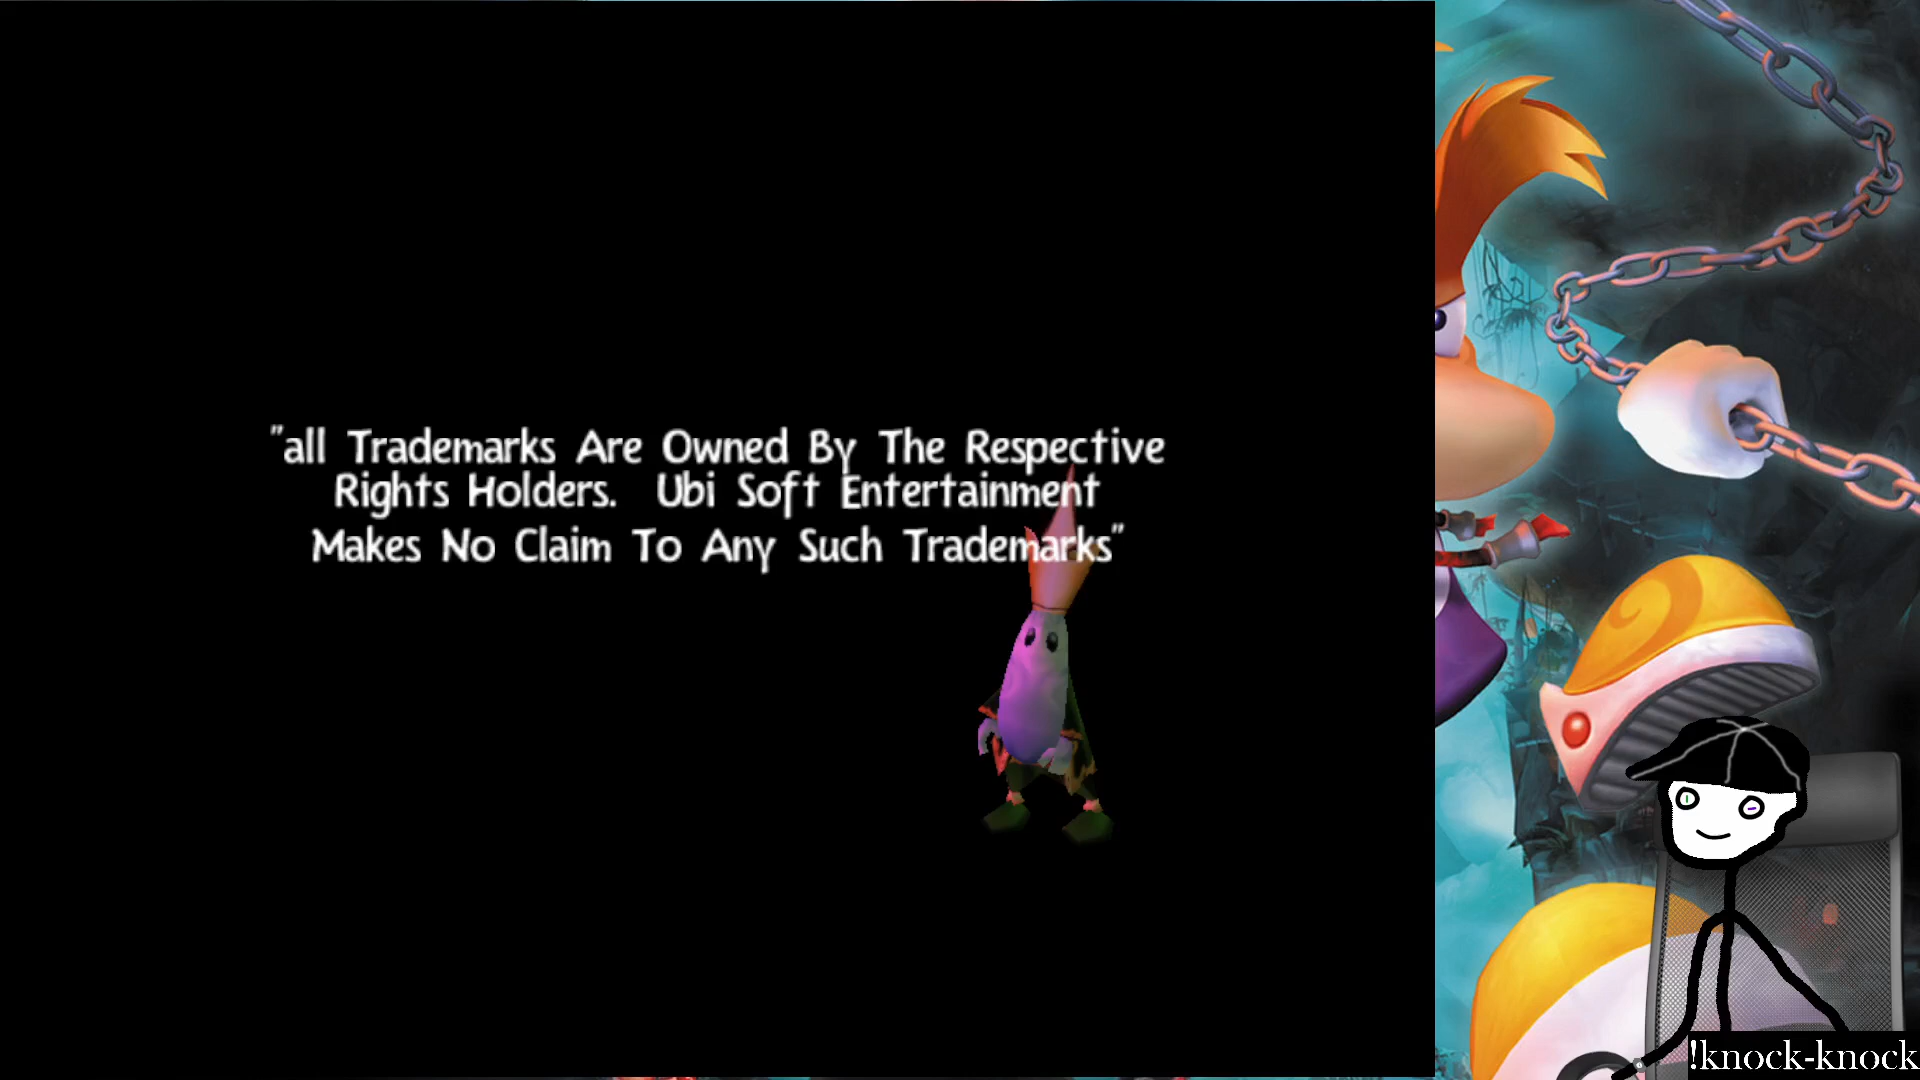 "all Trademarks Are Owned By The Respective
Rights Holders. Ubi Soft Entertainment
Makes No Claim To Any Such Trademarks"
!knock-knock